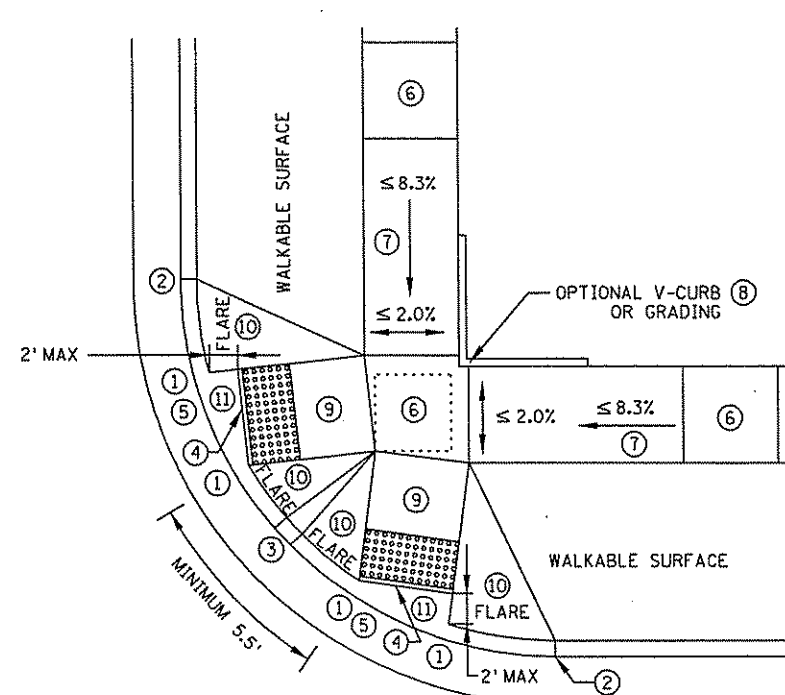 ⑥
WALKABLE SURFACE
≤8.3%
⑦
②
FLARE
⑩
≤ 2.0%
OPTIONAL V-CURB ⑧
OR GRADING
2' MAX
①
⑤
⑪
④
①
⑨
⑥
≤ 2.0%
≤ 8.3%
⑦
⑥
⑩
FLARE
③
⑩
FLARE
⑨
WALKABLE SURFACE
⑩
FLARE
MINIMUM 5.5'
①
⑤
④
⑪
①
2' MAX
②